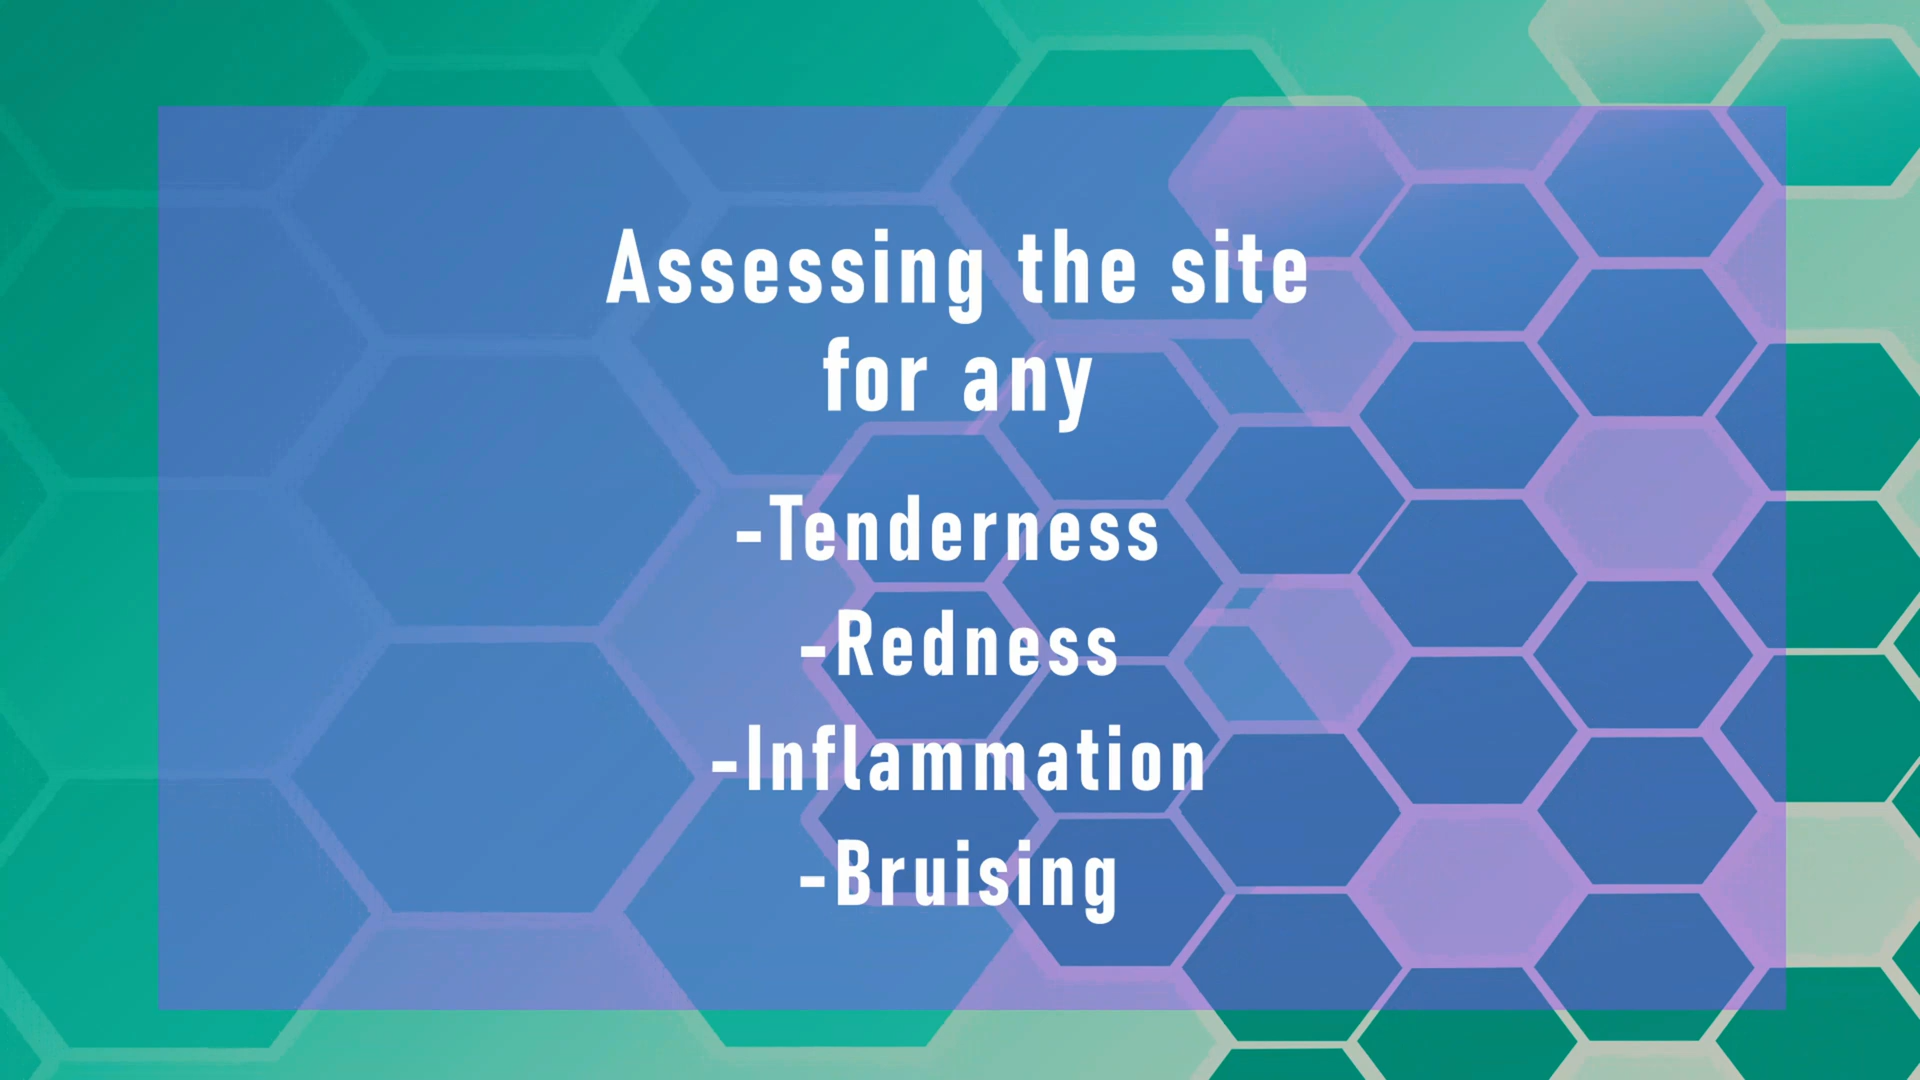 Assessing the site
for any
-Tenderness
-Redness
-Inflammation
-Bruising